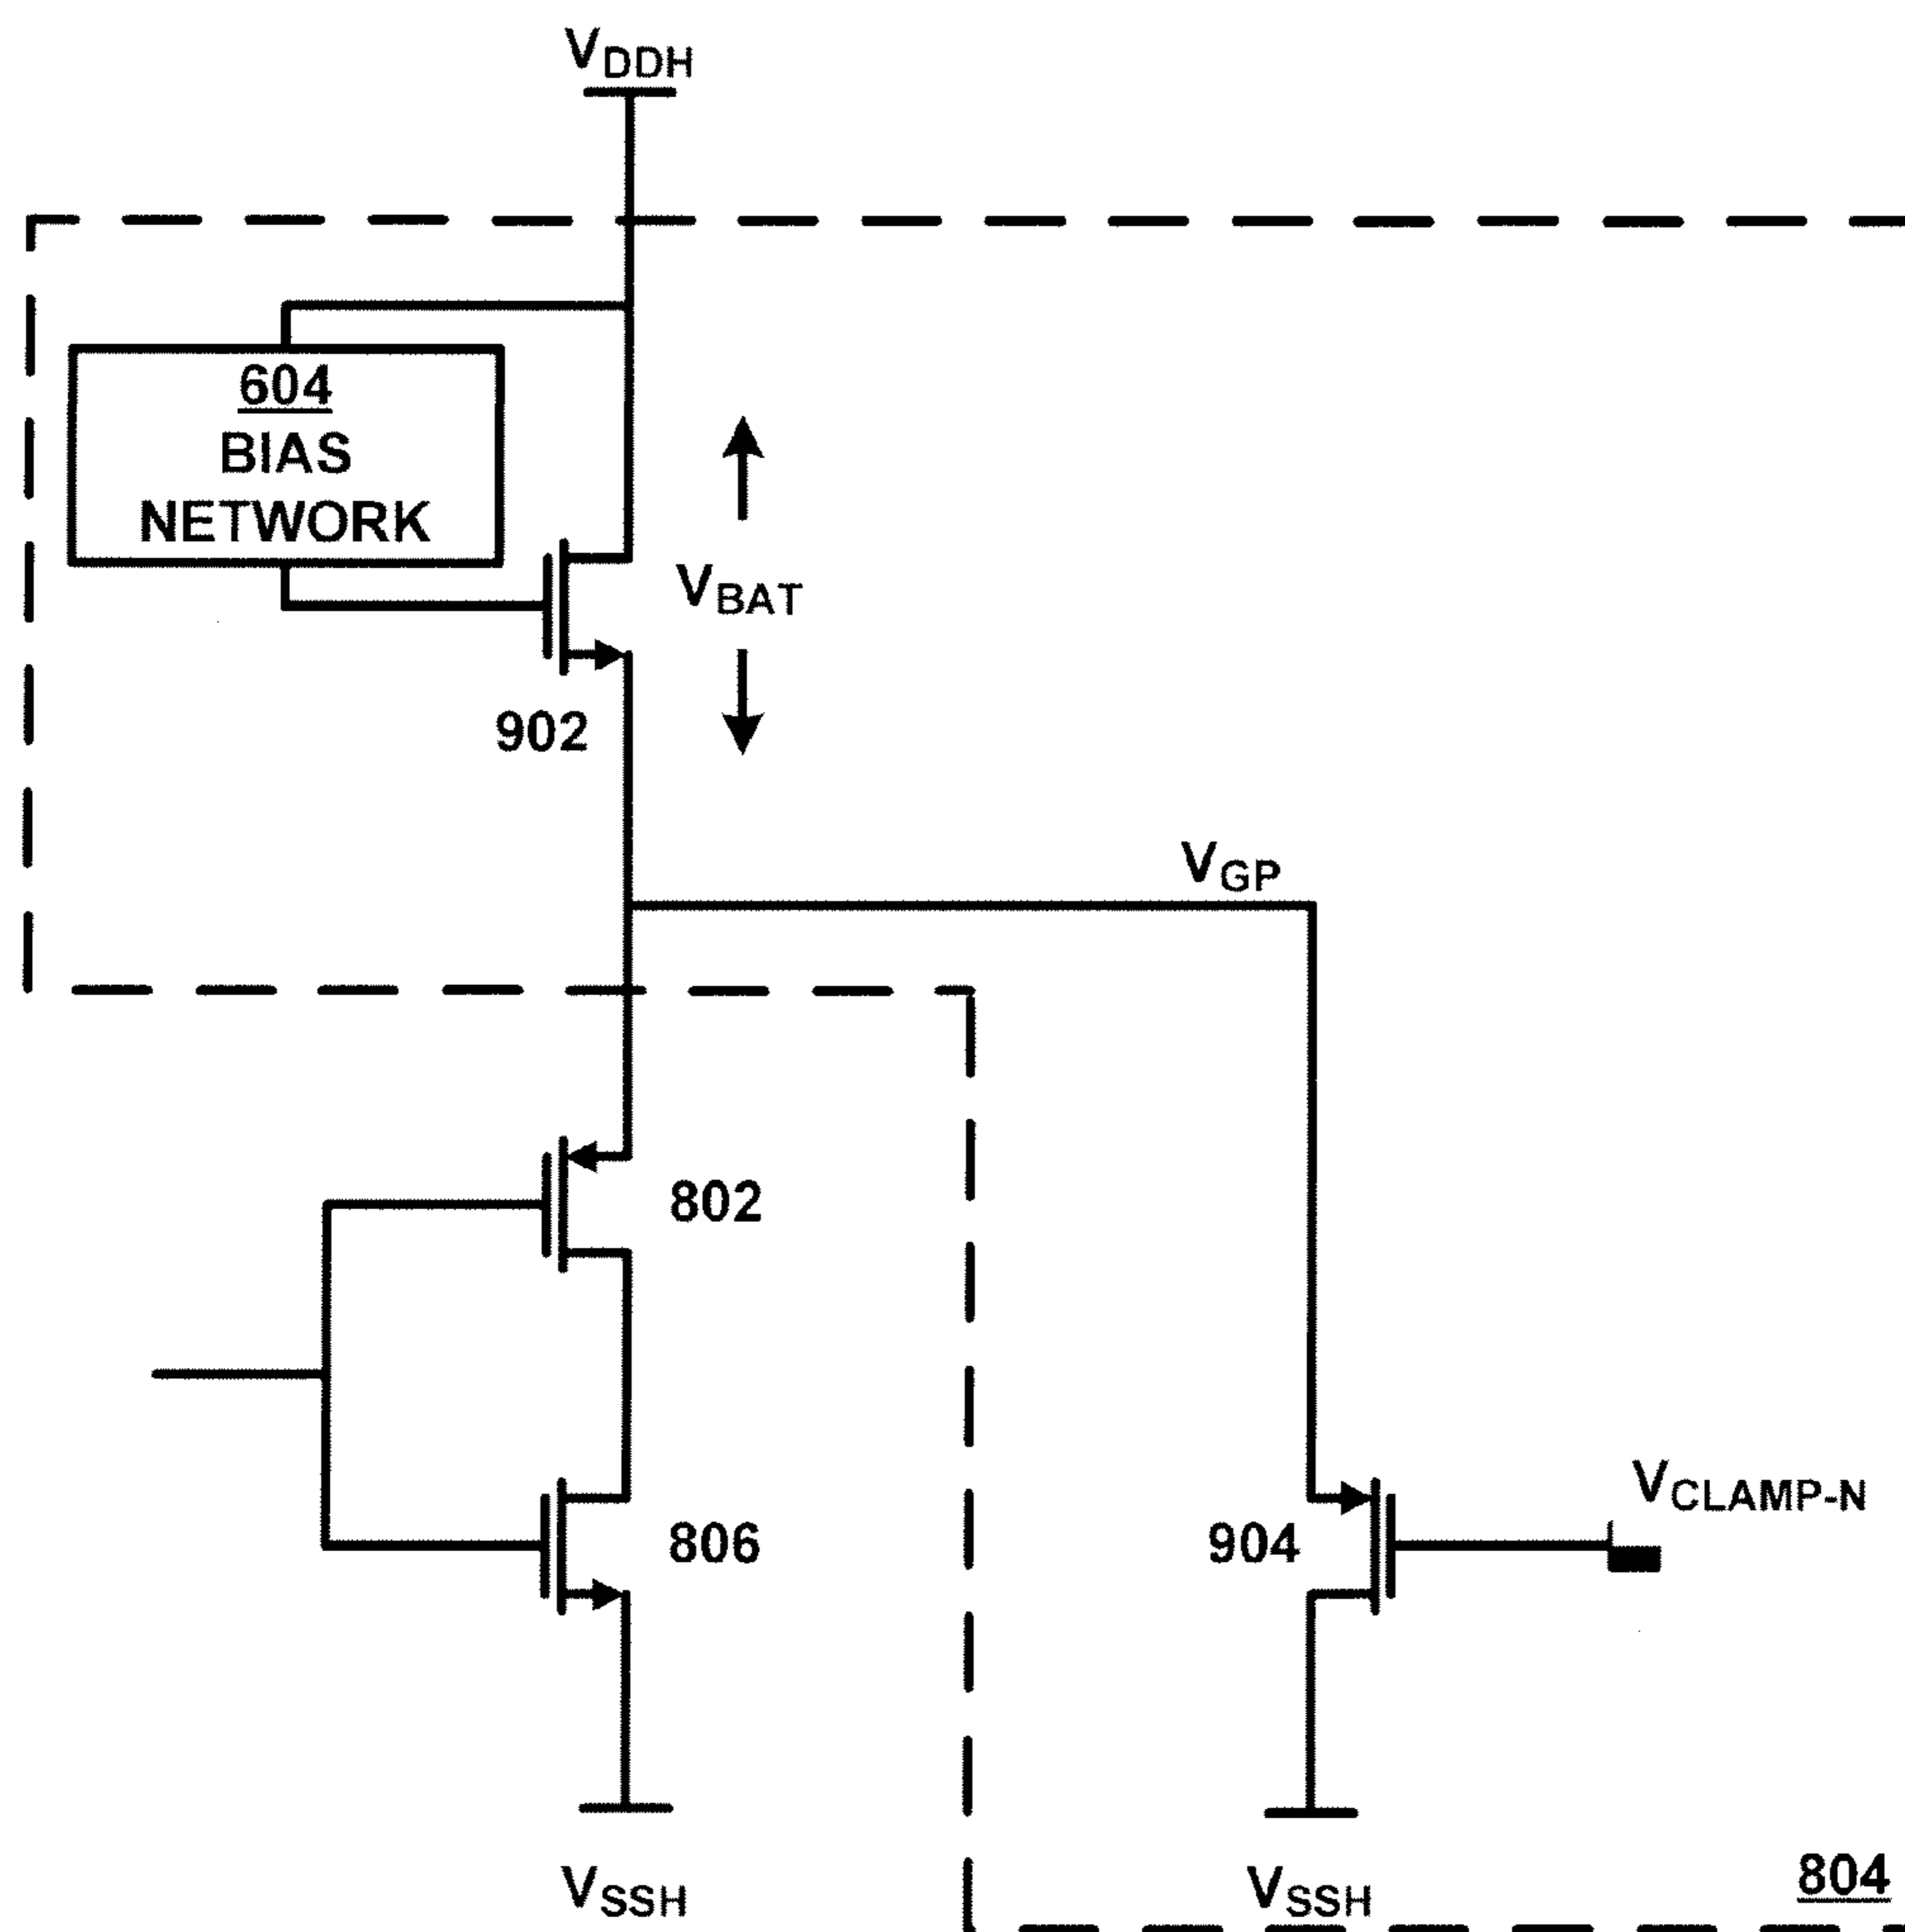 VDDH
604
BIAS
NETWORK
VBAT
902
VGP
802
VCLAMP-N
806
904
VSSH
VSSH
804